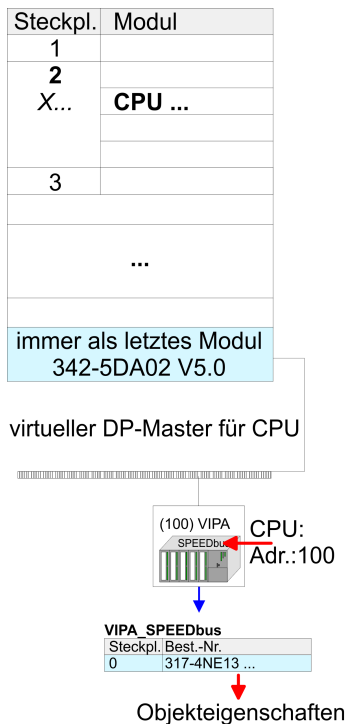 Steckpl. Modul
1
2
X... CPU ...
3
...
immer als letztes Modul
342-5DA02 V5.0
virtueller DP-Master für CPU
(100) VIPA
SPEEDbus
CPU:
Adr.:100
VIPA_SPEEDbus
Steckpl. Best.-Nr.
0 317-4NE13 ...
Objekteigenschaften